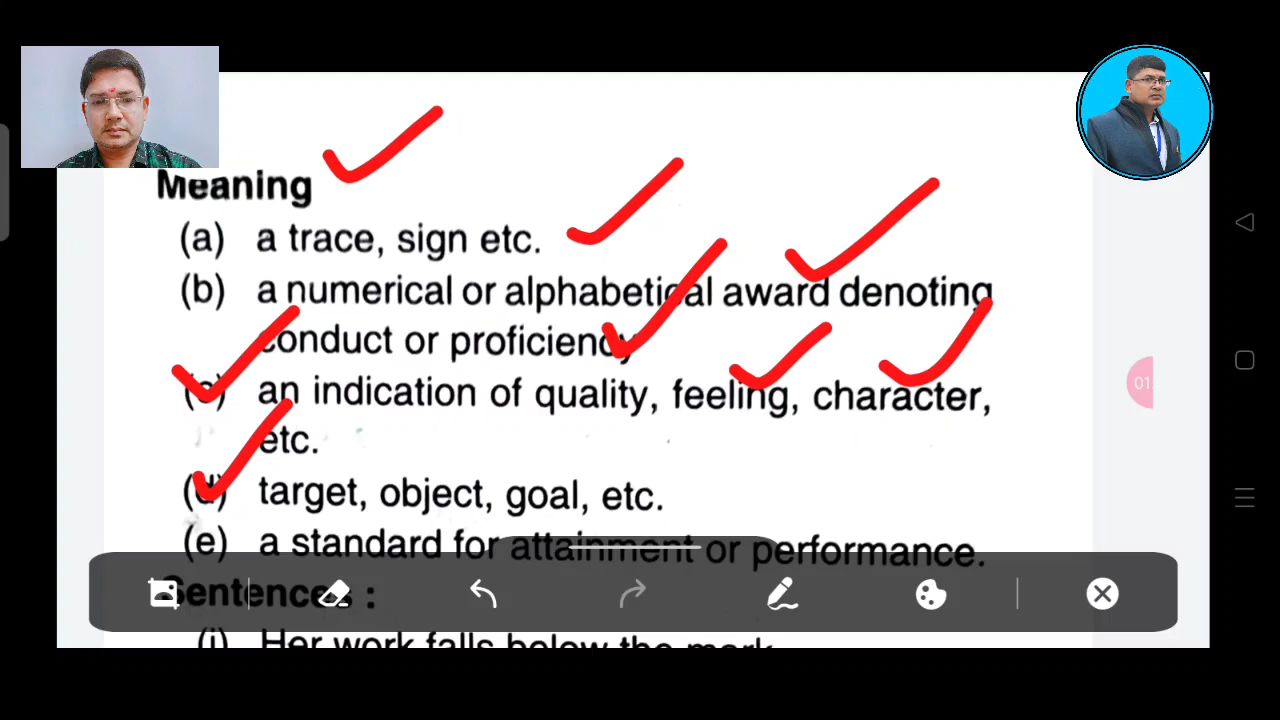 Meaning
(a) a trace, sign etc.
(b) a numerical or alphabetical award denoting
conduct or proficiency
(c) an indication of quality, feeling, character,
etc.
(d) target, object, goal, etc.
(e) a standard for attainment or performance.
Sentences :
(i) Her work falls below the mark
01